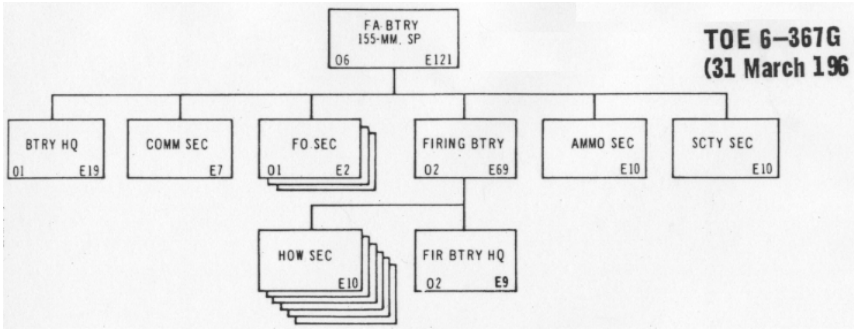 FA BTRY
155-MM, SP
O6 E121
TOE 6-367G
(31 March 196
BTRY HQ
O1 E19
COMM SEC
E7
FO SEC
O1 E2
FIRING BTRY
O2 E69
AMMO SEC
E10
SCTY SEC
E10
HOW SEC
E10
FIR BTRY HQ
O2 E9